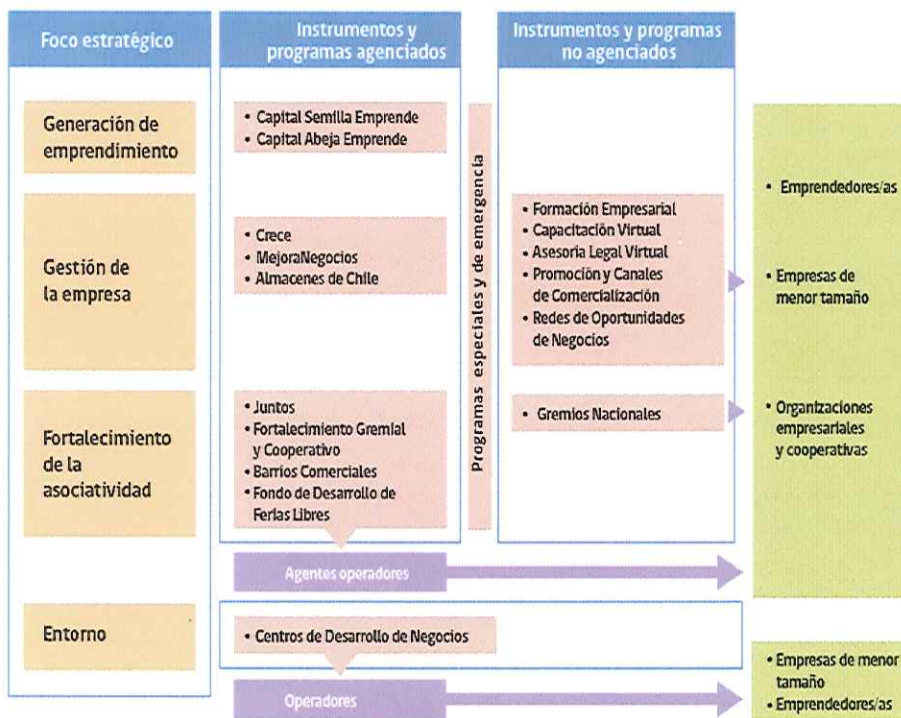 Foco estratégico
Instrumentos y
programas agenciados
Instrumentos y programas
no agenciados
Generación de
emprendimiento
• Capital Semilla Emprende
• Capital Abeja Emprende
Gestión de
la empresa
• Crece
• MejoraNegocios
• Almacenes de Chile
Fortalecimiento
de la
asociatividad
• Juntos
• Fortalecimiento Gremial
y Cooperativo
• Barrios Comerciales
• Fondo de Desarrollo de
Ferias Libres
Programas especiales y de emergencia
• Formación Empresarial
• Capacitación Virtual
• Asesoría Legal Virtual
• Promoción y Canales
de Comercialización
• Redes de Oportunidades
de Negocios
• Gremios Nacionales
• Emprendedores/as
• Empresas de
menor tamaño
• Organizaciones
empresariales
y cooperativas
Agentes operadores
Entorno
• Centros de Desarrollo de Negocios
Operadores
• Empresas de menor
tamaño
• Emprendedores/as